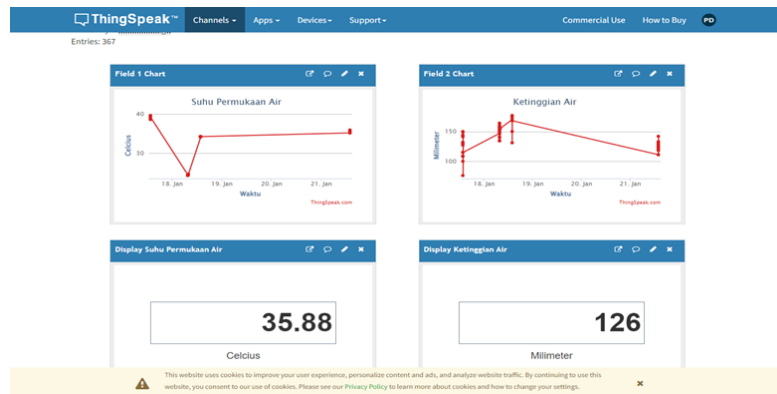 ThingSpeak™ Channels Apps Devices Support Commercial Use How to Buy PD
Entries: 367
Field 1 Chart
Suhu Permukaan Air
Celcius
40
30
18. Jan 19. Jan 20. Jan 21. Jan
Waktu
ThingSpeak.com
Field 2 Chart
Ketinggian Air
Milimeter
150
100
18. Jan 19. Jan 20. Jan 21. Jan
Waktu
ThingSpeak.com
Display Suhu Permukaan Air
35.88
Celcius
Display Ketinggian Air
126
Milimeter
This website uses cookies to improve your user experience, personalize content and ads, and analyze website traffic. By continuing to use this
website, you consent to our use of cookies. Please see our Privacy Policy to learn more about cookies and how to change your settings.